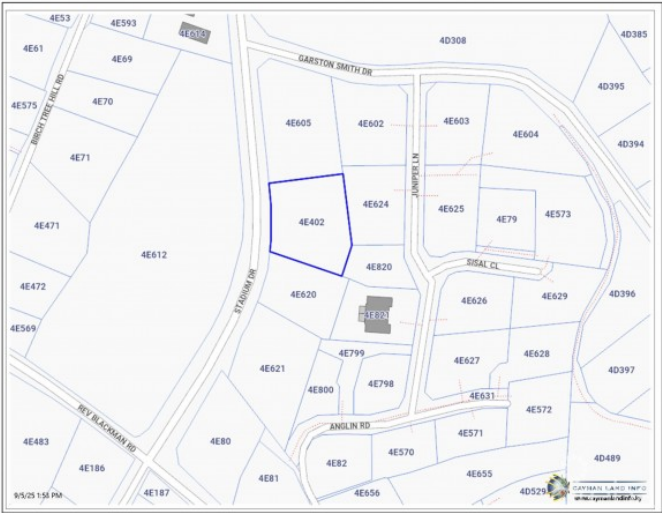 4E53
4E593
4E614
4D308
4D385
4E61
4E69
GARSTON SMITH DR
4D395
4E575
4E70
BIRCH TREE HILL RD
4E605
4E602
4E603
4E604
4D394
4E71
JUNIPER LN
4E471
4E402
4E624
4E625
4E79
4E573
4E612
4E472
STADIUM DR
4E820
SISAL CL
4E620
4E626
4E629
4D396
4E569
4E821
4E621
4E799
4E627
4E628
4D397
4E800
4E798
4E631
REV BLACKMAN RD
4E572
4E483
4E80
ANGLIN RD
4E571
4E186
4E82
4E570
4D489
4E81
4E655
4E187
4E656
4D529
9/5/25 1:55 PM
CAYMAN LAND INFO
www.caymanlandinfo.ky